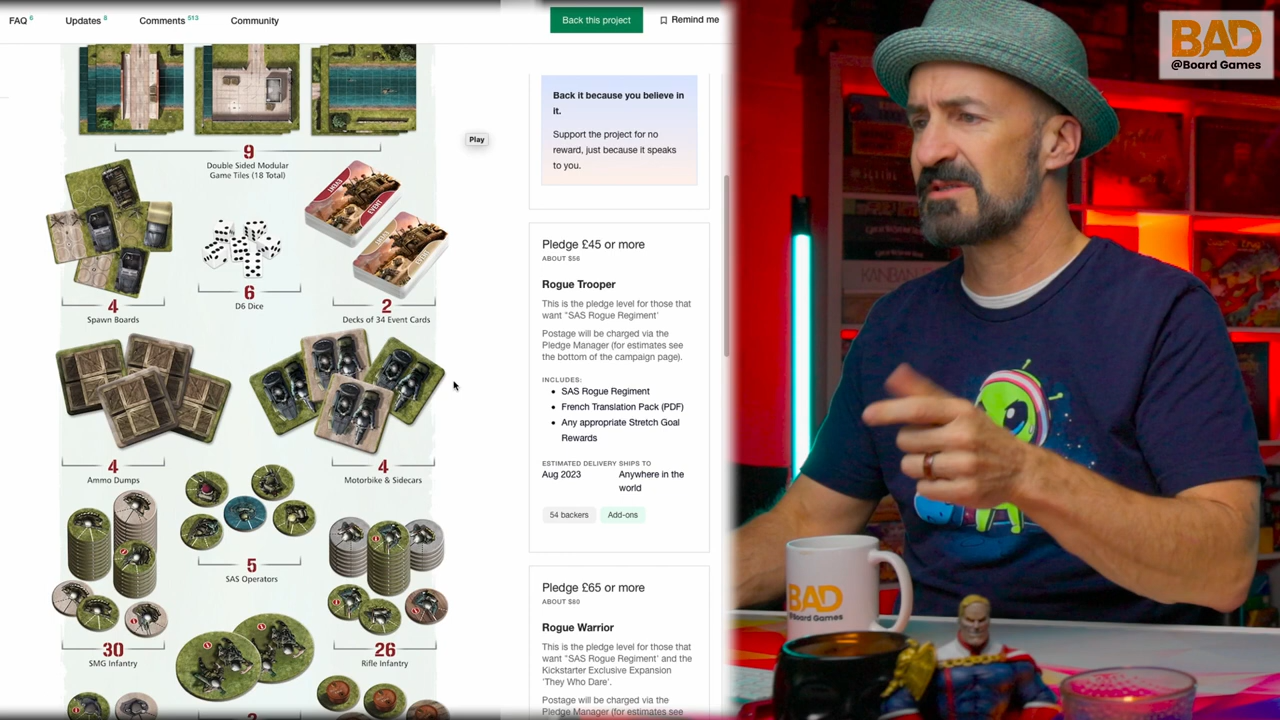 FAQ 6
Updates 8
Comments 513
Community
Back this project
Remind me
9
Double Sided Modular
Game Tiles (18 Total)
Play
4
Spawn Boards
6
D6 Dice
EVENT
2
Decks of 34 Event Cards
4
Ammo Dumps
4
Motorbike & Sidecars
5
SAS Operators
30
SMG Infantry
26
Rifle Infantry
Back it because you believe in
it.
Support the project for no
reward, just because it speaks
to you.
Pledge £45 or more
ABOUT $56
Rogue Trooper
This is the pledge level for those that
want "SAS Rogue Regiment'
Postage will be charged via the
Pledge Manager (for estimates see
the bottom of the campaign page).
INCLUDES:
SAS Rogue Regiment
French Translation Pack (PDF)
Any appropriate Stretch Goal
Rewards
ESTIMATED DELIVERY
Aug 2023
SHIPS TO
Anywhere in the
world
54 backers
Add-ons
Pledge £65 or more
ABOUT $80
Rogue Warrior
This is the pledge level for those that
want "SAS Rogue Regiment' and the
Kickstarter Exclusive Expansion
'They Who Dare'.
Postage will be charged via the
Pledge Manager (for estimates see
BAD
@Board Games
SCYTHE
KANBAN
BAD
@Board Games